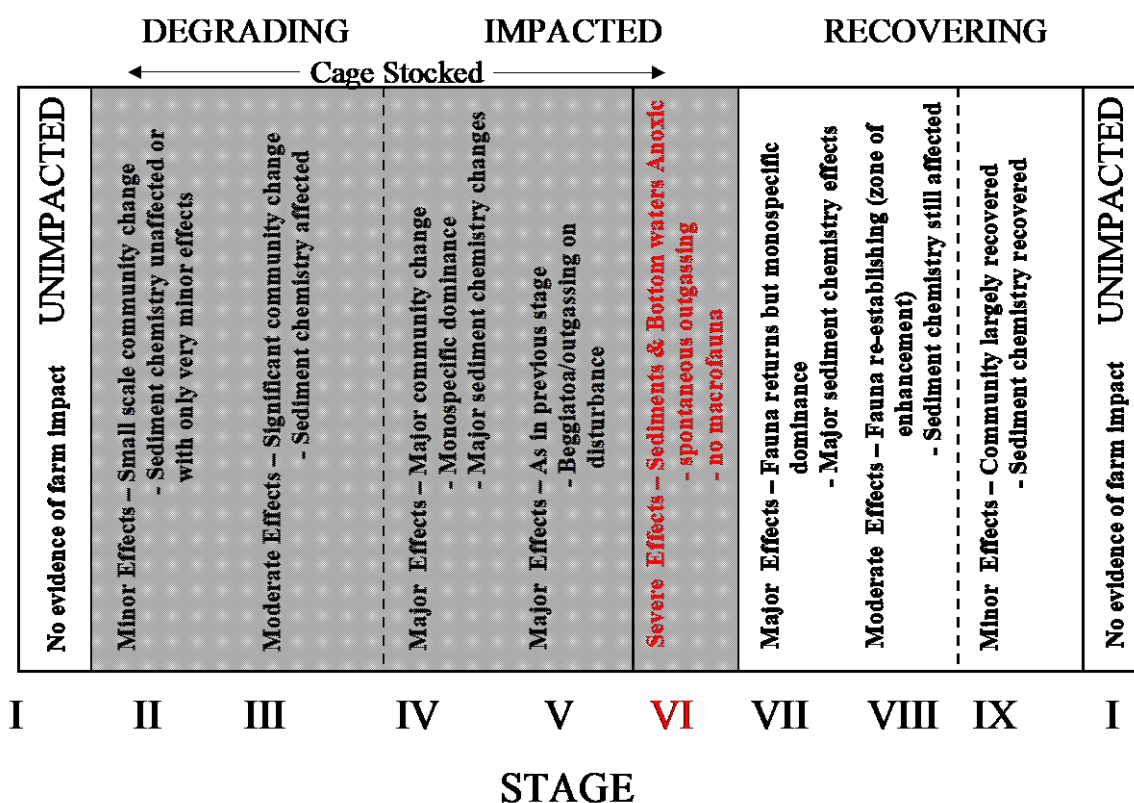 DEGRADING IMPACTED RECOVERING
Cage Stocked
UNIMPACTED
No evidence of farm impact
Minor Effects – Small scale community change
- Sediment chemistry unaffected or
with only very minor effects
Moderate Effects – Significant community change
- Sediment chemistry affected
Major Effects – Major community change
- Monospecific dominance
- Major sediment chemistry changes
Major Effects – As in previous stage
- Beggiatoa/outgassing on
disturbance
Severe Effects – Sediments & Bottom waters Anoxic
- spontaneous outgassing
- no macrofauna
Major Effects – Fauna returns but monospecific
dominance
- Major sediment chemistry effects
Moderate Effects – Fauna re-establishing (zone of
enhancement)
- Sediment chemistry still affected
Minor Effects – Community largely recovered
- Sediment chemistry recovered
UNIMPACTED
No evidence of farm impact
I II III IV V VI VII VIII IX I
STAGE